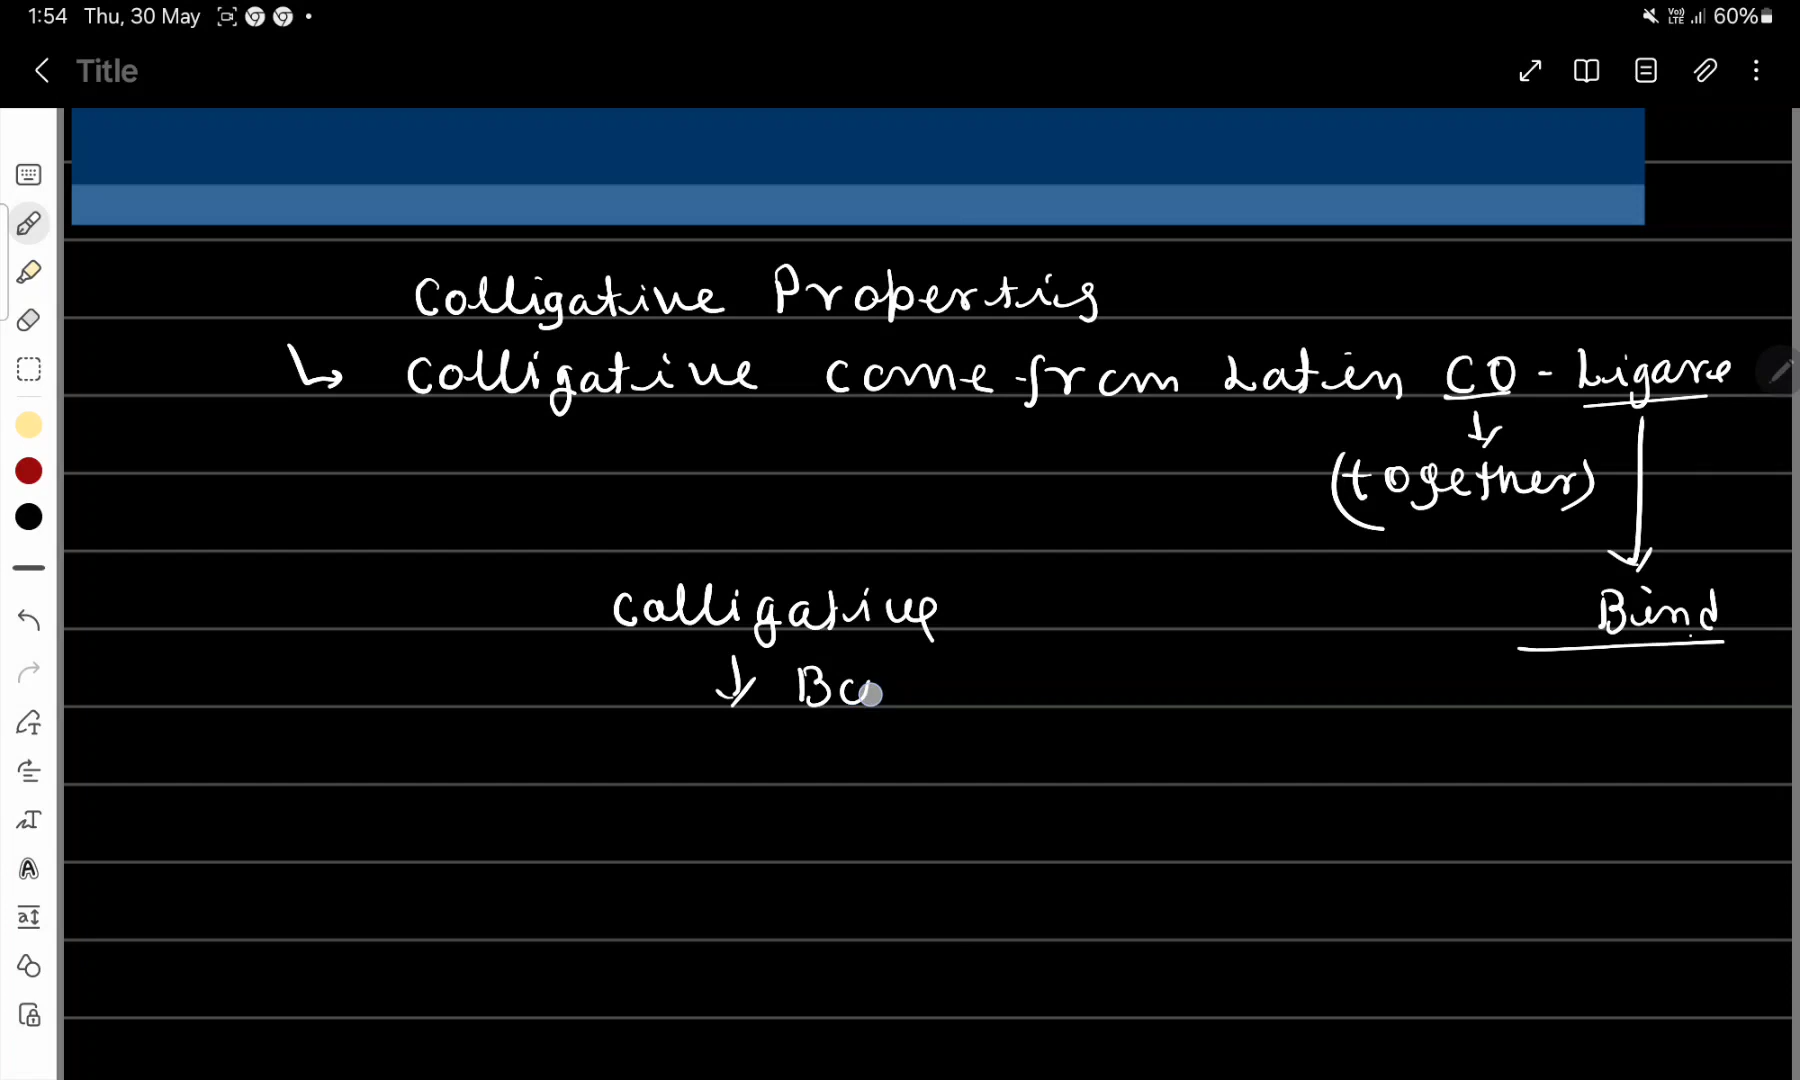 1:54 Thu, 30 May 60%
Title
Colligative Properties
↳ Colligative come from Latin CO - Ligare
↓
(together)
Colligative Bind
↓ Bo